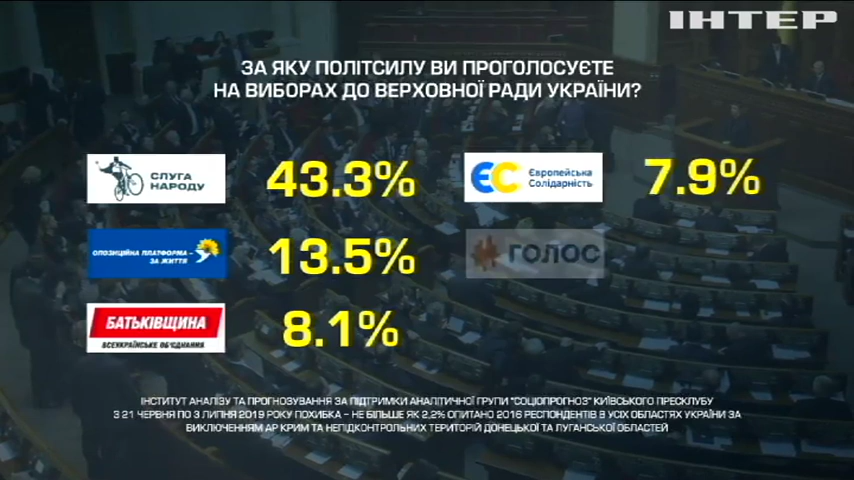 ІНТЕР
ЗА ЯКУ ПОЛІТСИЛУ ВИ ПРОГОЛОСУЄТЕ
НА ВИБОРАХ ДО ВЕРХОВНОЇ РАДИ УКРАЇНИ?
СЛУГА
НАРОДУ
43.3%
ЄС Європейська
Солідарність
7.9%
ОПОЗИЦІЙНА ПЛАТФОРМА –
ЗА ЖИТТЯ
13.5%
ГОЛОС
БАТЬКІВЩИНА
ВСЕУКРАЇНСЬКЕ ОБ'ЄДНАННЯ
8.1%
ІНСТИТУТ АНАЛІЗУ ТА ПРОГНОЗУВАННЯ ЗА ПІДТРИМКИ АНАЛІТИЧНОЇ ГРУПИ "СОЦІОПРОГНОЗ" КИЇВСЬКОГО ПРЕСКЛУБУ
З 21 ЧЕРВНЯ ПО 3 ЛИПНЯ 2019 РОКУ ПОХИБКА – НЕ БІЛЬШЕ ЯК 2,2% ОПИТАНО 2016 РЕСПОНДЕНТІВ В УСІХ ОБЛАСТЯХ УКРАЇНИ ЗА
ВИКЛЮЧЕННЯМ АР КРИМ ТА НЕПІДКОНТРОЛЬНИХ ТЕРИТОРІЙ ДОНЕЦЬКОЇ ТА ЛУГАНСЬКОЇ ОБЛАСТЕЙ